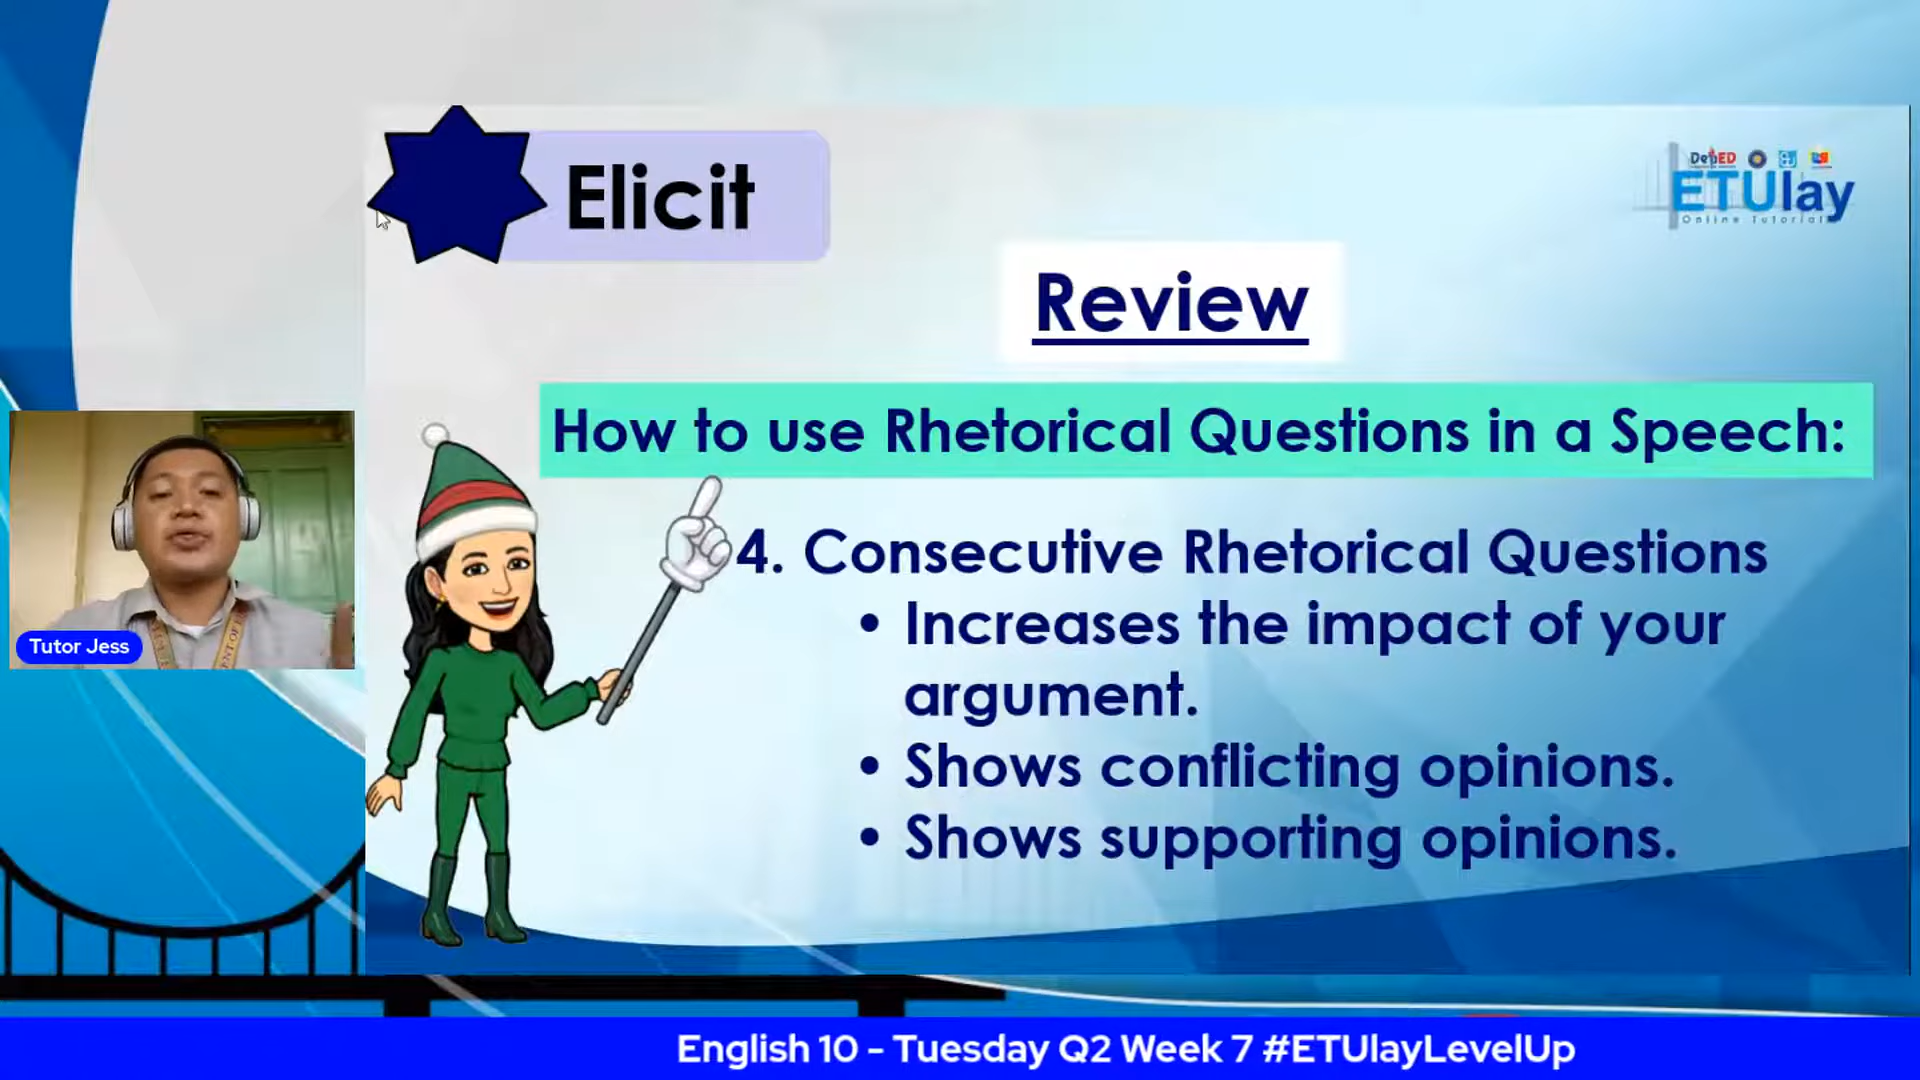 Elicit
DepED
ETUlay
Online Tutorial
Review
How to use Rhetorical Questions in a Speech:
4. Consecutive Rhetorical Questions
• Increases the impact of your
argument.
• Shows conflicting opinions.
• Shows supporting opinions.
Tutor Jess
English 10 - Tuesday Q2 Week 7 #ETUlayLevelUp